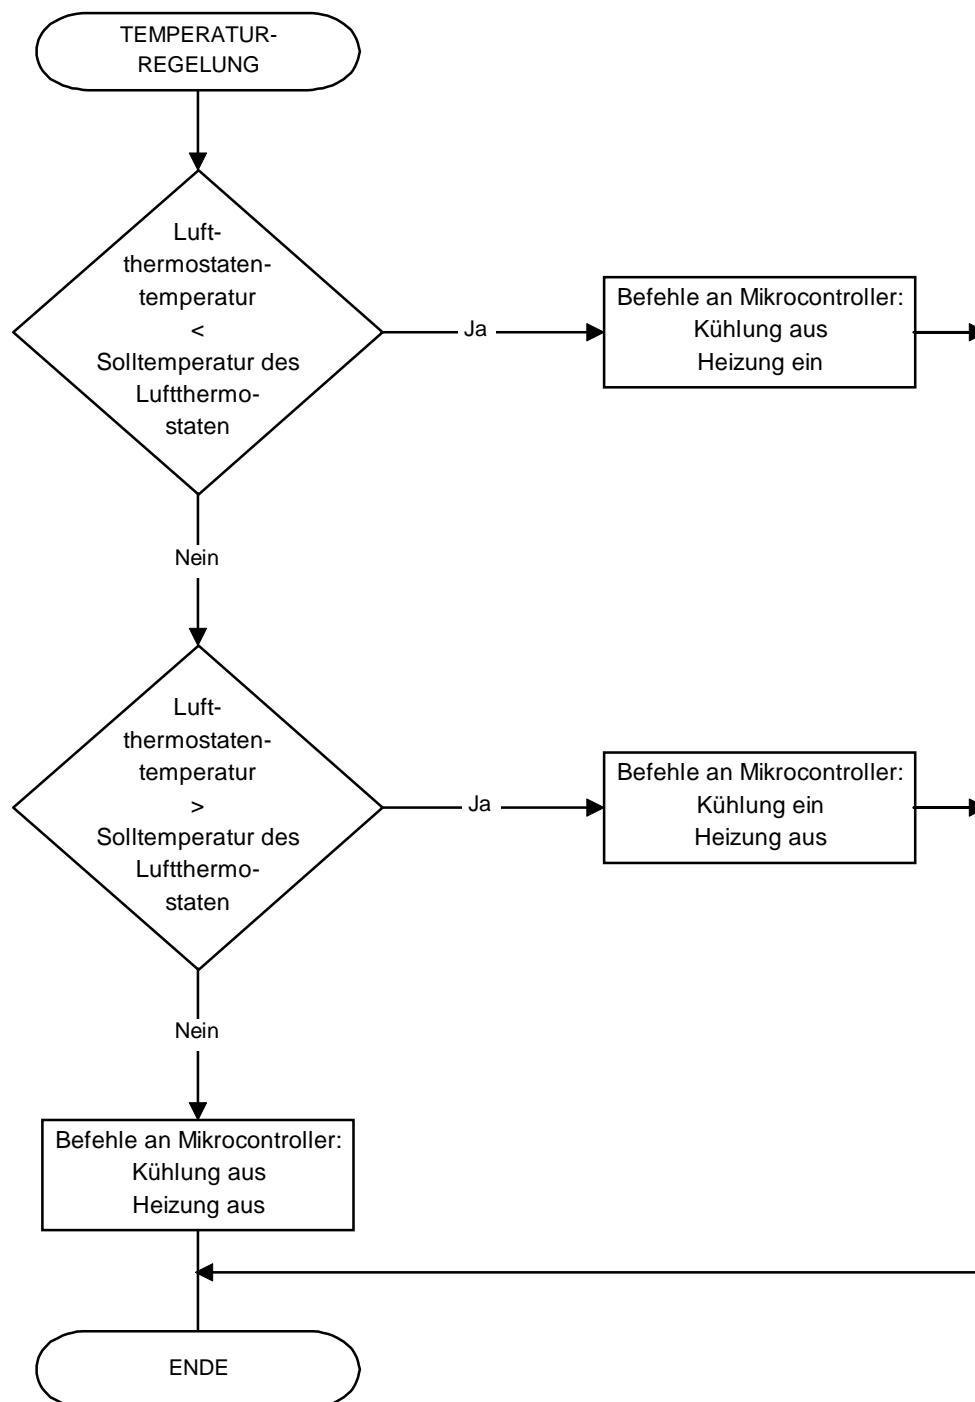 TEMPERATUR-
REGELUNG
Luft-
thermostaten-
temperatur
<
Solltemperatur des
Luftthermo-
staten
Ja
Befehle an Mikrocontroller:
Kühlung aus
Heizung ein
Nein
Luft-
thermostaten-
temperatur
>
Solltemperatur des
Luftthermo-
staten
Ja
Befehle an Mikrocontroller:
Kühlung ein
Heizung aus
Nein
Befehle an Mikrocontroller:
Kühlung aus
Heizung aus
ENDE